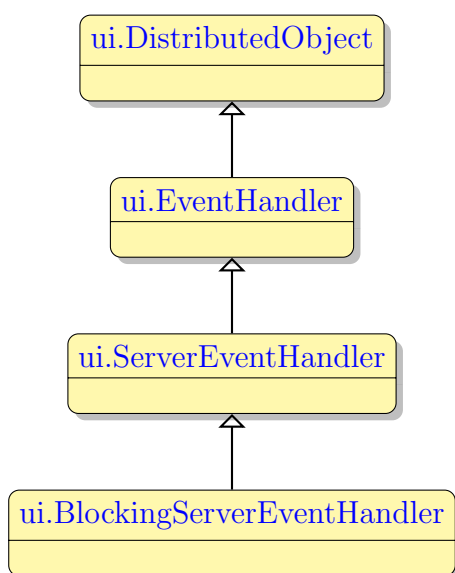 ui.DistributedObject
ui.EventHandler
ui.ServerEventHandler
ui.BlockingServerEventHandler